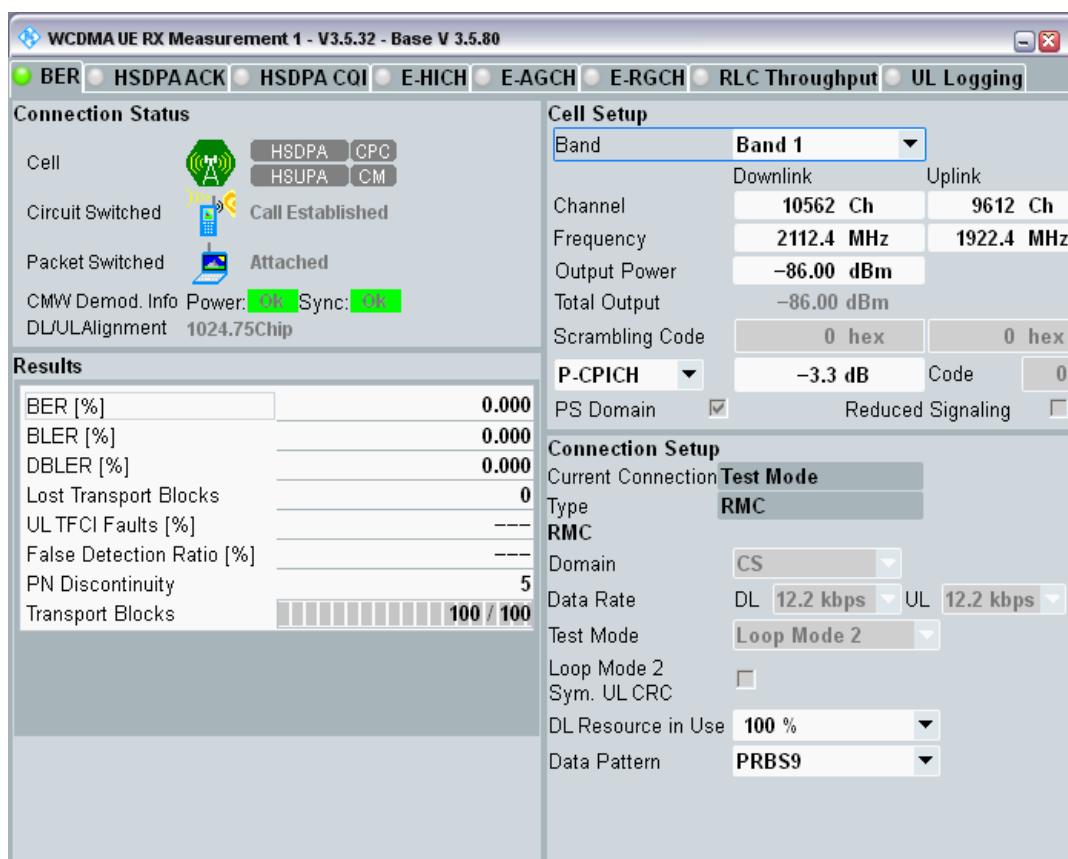 WCDMA UE RX Measurement 1 - V3.5.32 - Base V 3.5.80
BER HSDPA ACK HSDPA CQI E-HICH E-AGCH E-RGCH RLC Throughput UL Logging
Connection Status
Cell HSDPA CPC
HSUPA CM
Circuit Switched Call Established
Packet Switched Attached
CMW Demod. Info Power: Ok Sync: Ok
DL/ULAlignment 1024.75Chip
Results
BER [%] 0.000
BLER [%] 0.000
DBLER [%] 0.000
Lost Transport Blocks 0
UL TFCI Faults [%] ---
False Detection Ratio [%] ---
PN Discontinuity 5
Transport Blocks 100 / 100
Cell Setup
Band Band 1
Downlink Uplink
Channel 10562 Ch 9612 Ch
Frequency 2112.4 MHz 1922.4 MHz
Output Power -86.00 dBm
Total Output -86.00 dBm
Scrambling Code 0 hex 0 hex
P-CPICH -3.3 dB Code 0
PS Domain Reduced Signaling
Connection Setup
Current Connection Test Mode
Type RMC
RMC
Domain CS
Data Rate DL 12.2 kbps UL 12.2 kbps
Test Mode Loop Mode 2
Loop Mode 2
Sym. UL CRC
DL Resource in Use 100 %
Data Pattern PRBS9